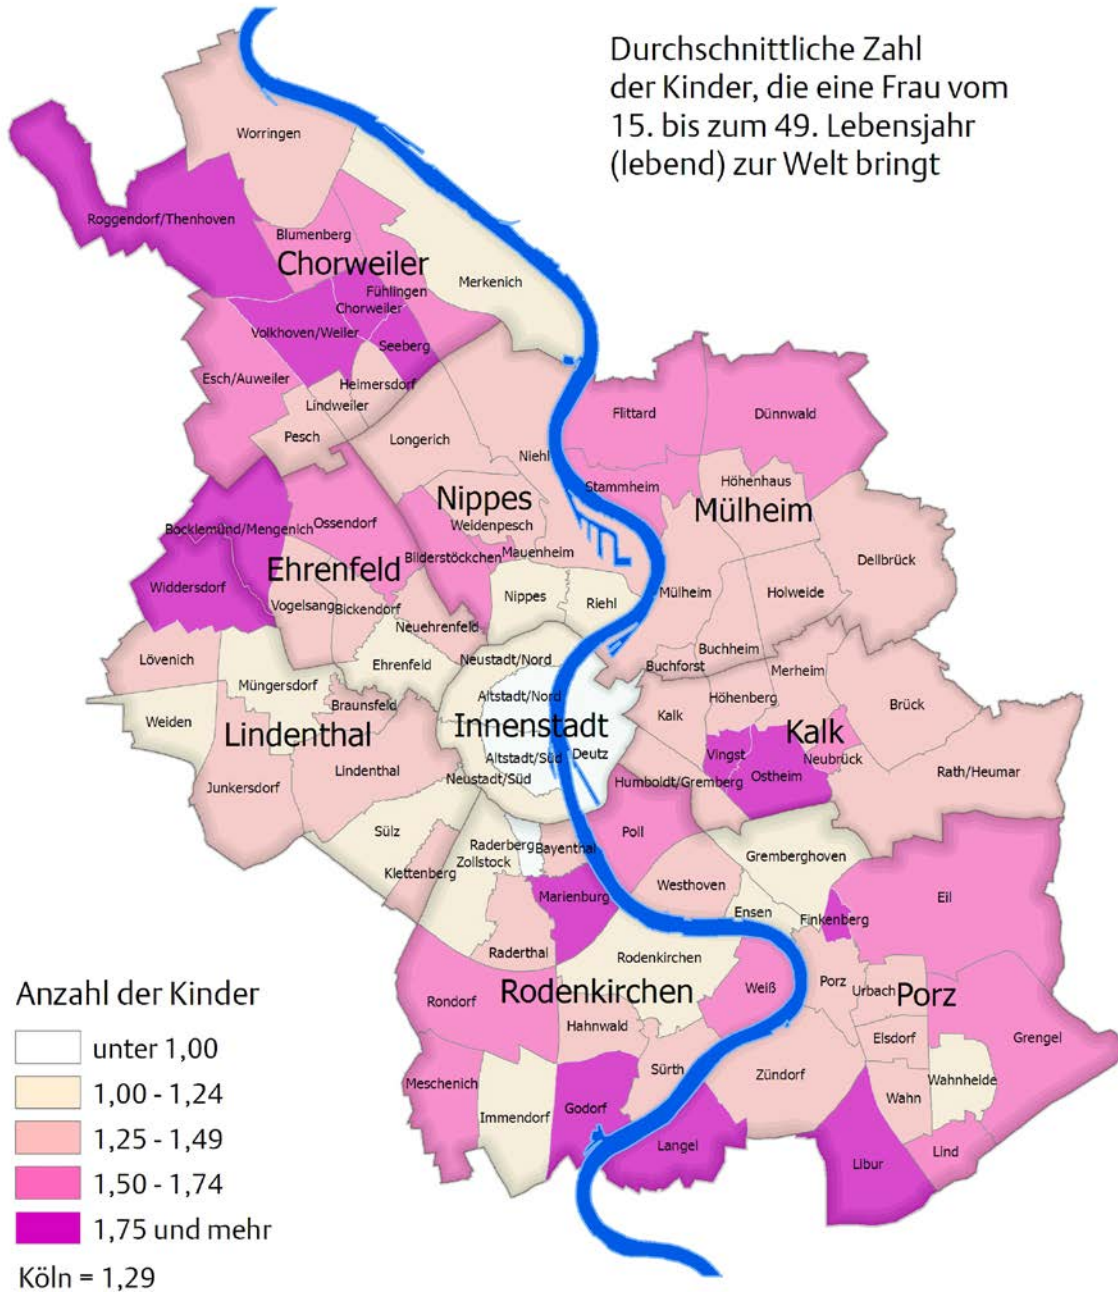 Durchschnittliche Zahl
der Kinder, die eine Frau vom
15. bis zum 49. Lebensjahr
(lebend) zur Welt bringt
Worringen
Roggendorf/Thenhoven
Blumenberg
Chorweiler
Merkenich
Fühlingen
Chorweiler
Volkhoven/Weiler
Seeberg
Esch/Auweiler
Heimersdorf
Lindweiler
Pesch
Longerich
Niehl
Flittard
Dünnwald
Stammheim
Höhenhaus
Nippes
Mülheim
Weidenpesch
Ossendorf
Bocklemünd/Mengenich
Mauenheim
Bilderstöckchen
Dellbrück
Ehrenfeld
Widdersdorf
Mülheim
Holweide
Nippes
Riehl
Vogelsang
Bickendorf
Neuehrenfeld
Buchheim
Lövenich
Ehrenfeld
Neustadt/Nord
Buchforst
Merheim
Müngersdorf
Altstadt/Nord
Höhenberg
Brück
Braunsfeld
Weiden
Kalk
Innenstadt
Kalk
Lindenthal
Altstadt/Süd
Deutz
Vingst
Neubrück
Lindenthal
Ostheim
Rath/Heumar
Neustadt/Süd
Humboldt/Gremberg
Junkersdorf
Sülz
Poll
Raderberg
Bayenthal
Zollstock
Gremberghoven
Klettenberg
Westhoven
Marienburg
Eil
Ensen
Finkenberg
Raderthal
Rodenkirchen
Porz
Weiß
Urbach
Rodenkirchen
Porz
Rondorf
Hahnwald
Elsdorf
Grengel
Sürth
Zündorf
Wahnheide
Meschenich
Wahn
Immendorf
Godorf
Langel
Lind
Libur
Anzahl der Kinder
unter 1,00
1,00 - 1,24
1,25 - 1,49
1,50 - 1,74
1,75 und mehr
Köln = 1,29